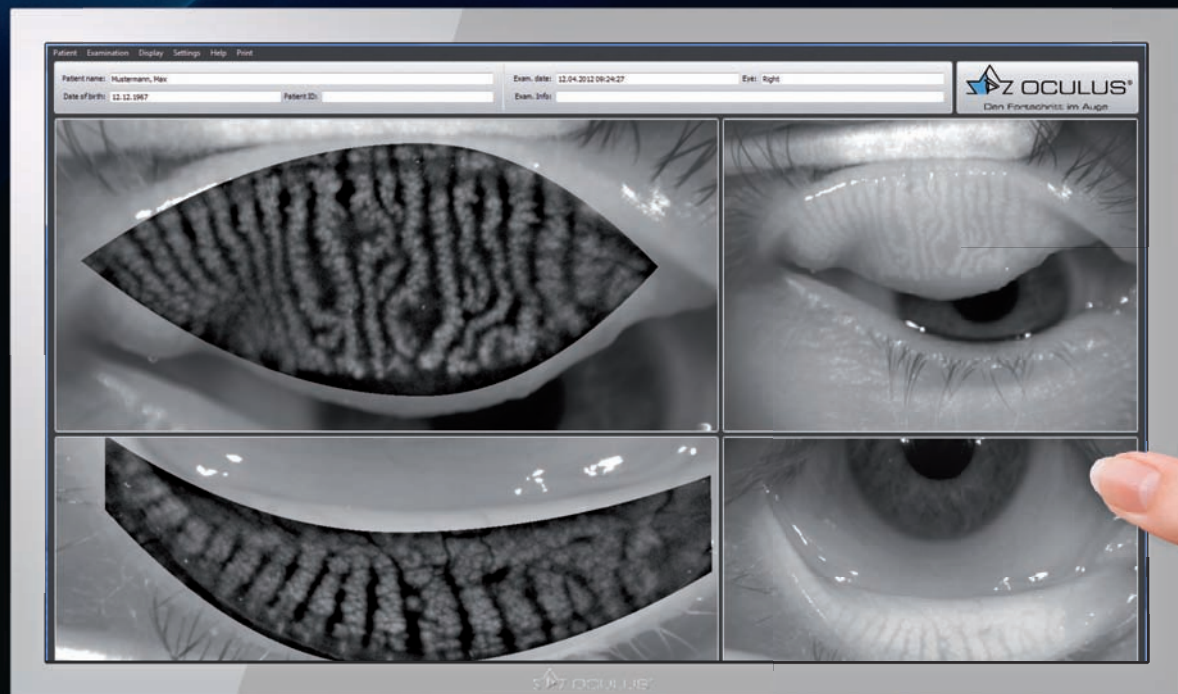 Patient Examination Display Settings Help Print
Patient name: Mustermann, Max
Exam. date: 12.04.2012 09:24:27 Eye: Right
Date of birth: 12.12.1967 Patient ID:
Exam. Info:
OCULUS®
Den Fortschritt im Auge
OCULUS